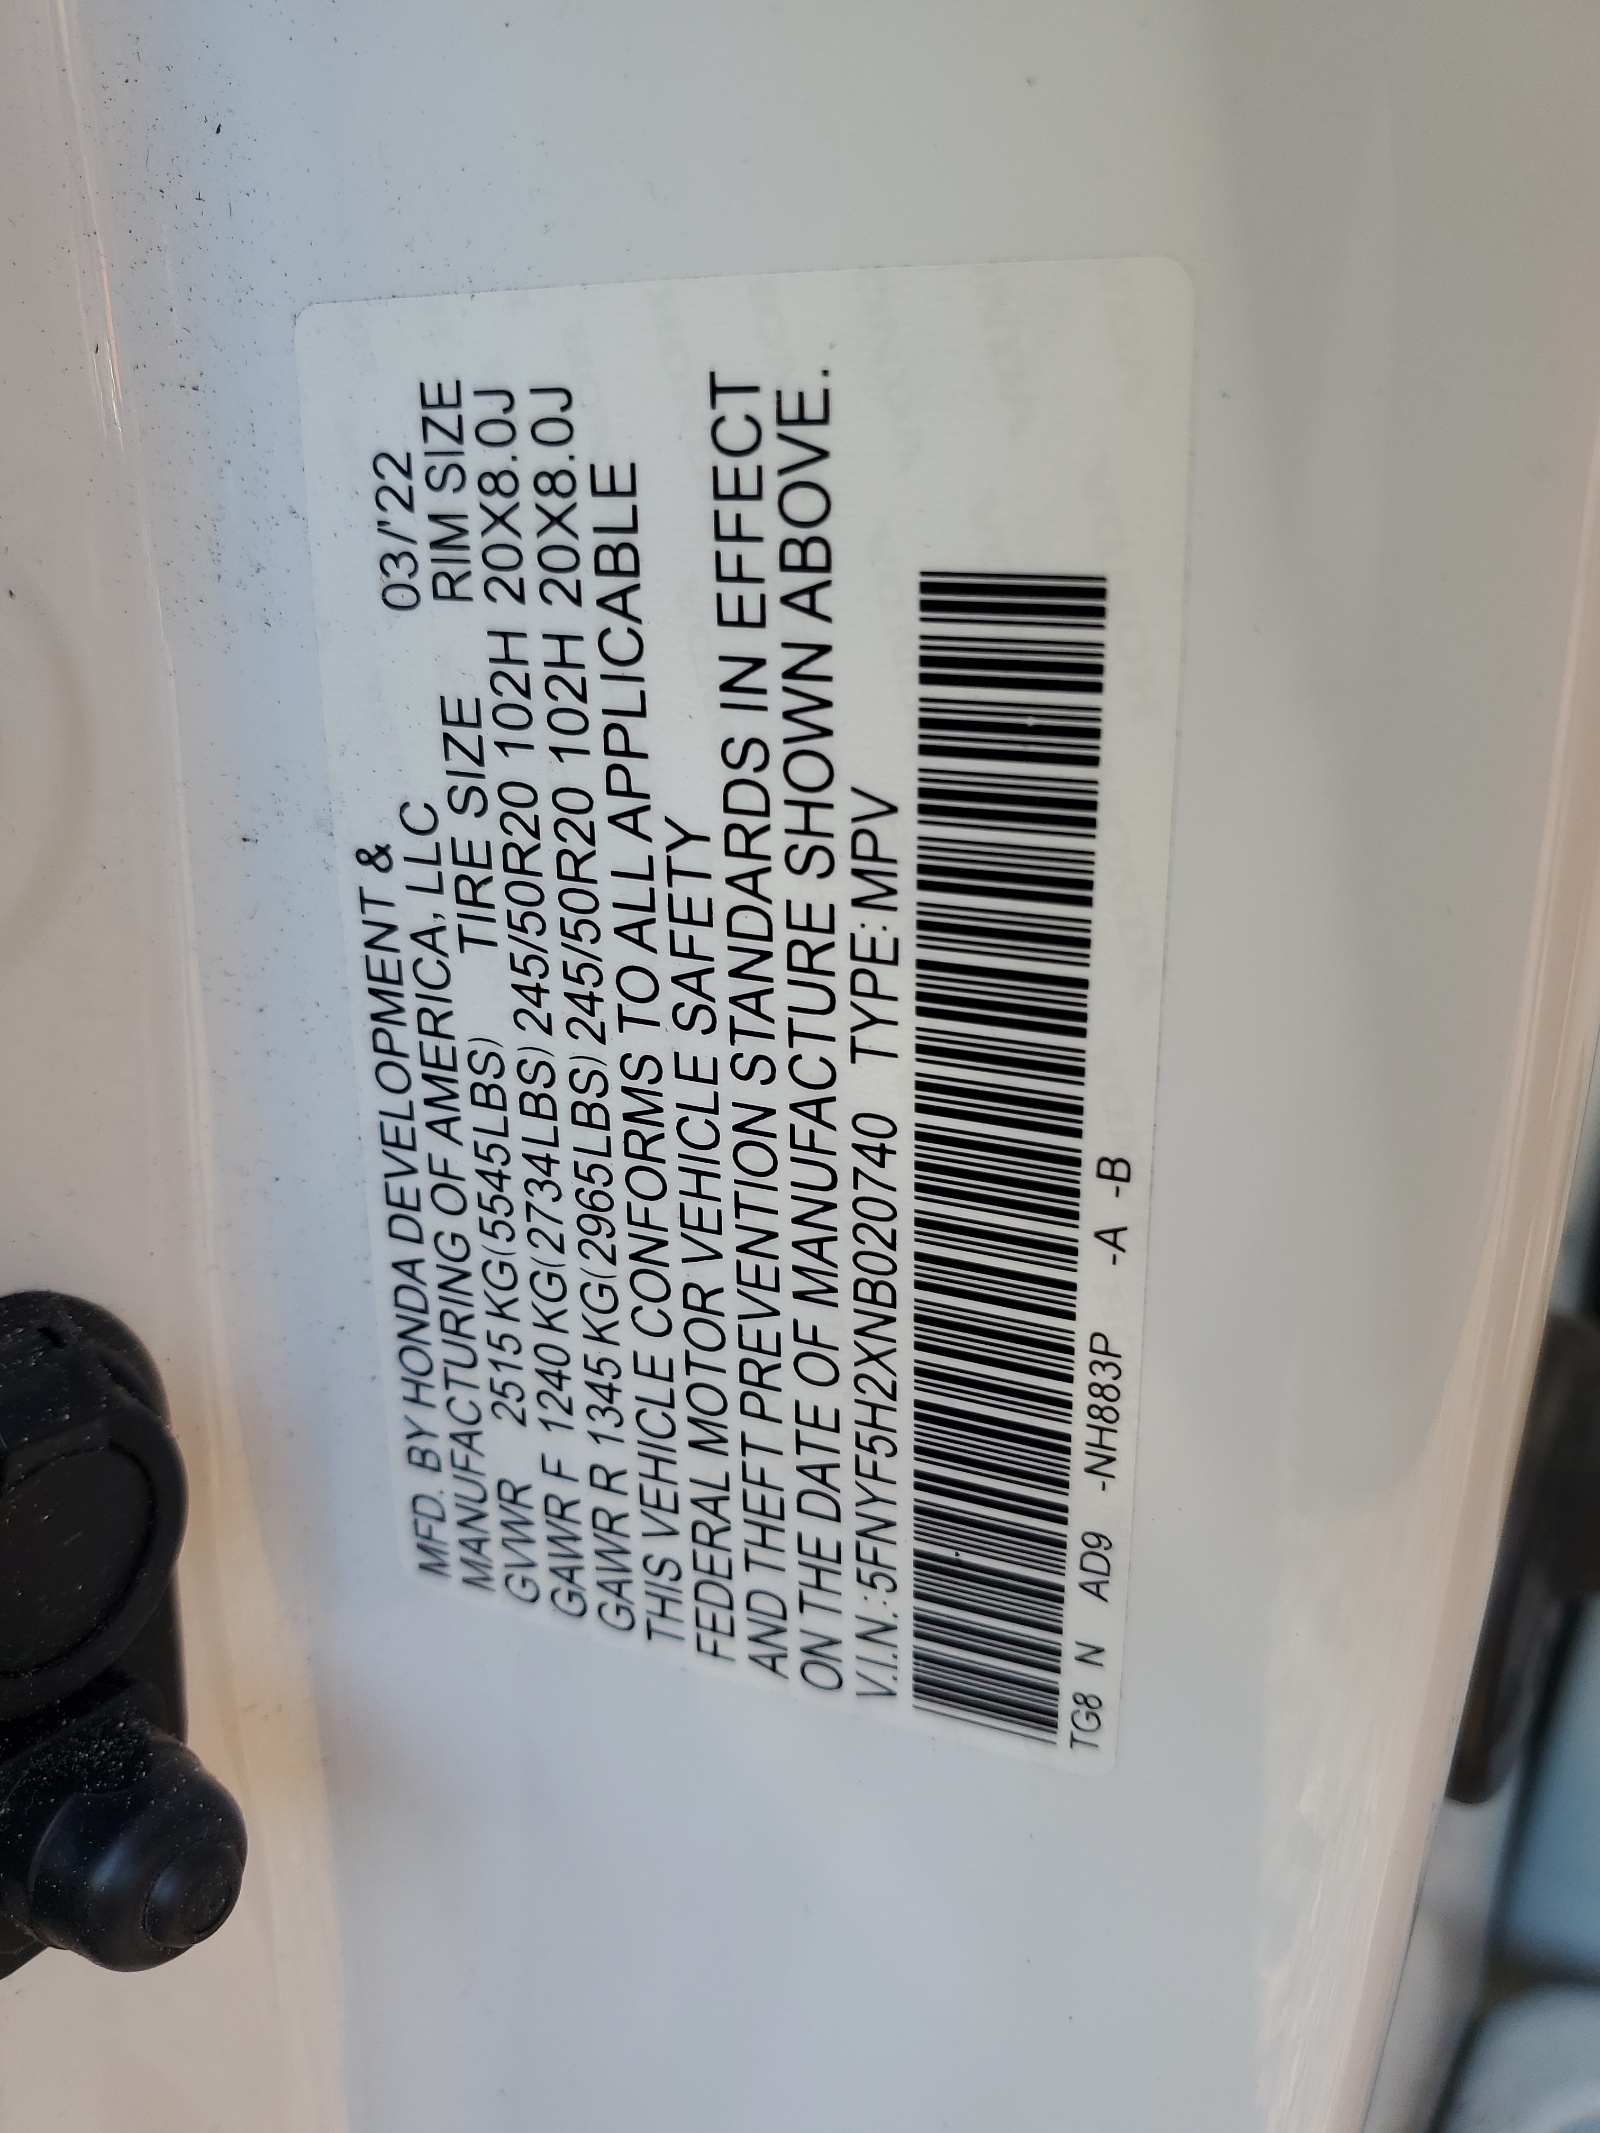 MFD. BY HONDA DEVELOPMENT & 03/'22
MANUFACTURING OF AMERICA, LLC RIM SIZE
GVWR 2515 KG(5545LBS) TIRE SIZE 20X8.0J
GAWR F 1240 KG(2734LBS) 245/50R20 102H 20X8.0J
GAWR R 1345 KG(2965LBS) 245/50R20 102H
THIS VEHICLE CONFORMS TO ALL APPLICABLE
FEDERAL MOTOR VEHICLE SAFETY
AND THEFT PREVENTION STANDARDS IN EFFECT
ON THE DATE OF MANUFACTURE SHOWN ABOVE.
V.I.N.:5FNYF5H2XNB020740 TYPE: MPV
TG8 N AD9 -NH883P -A -B